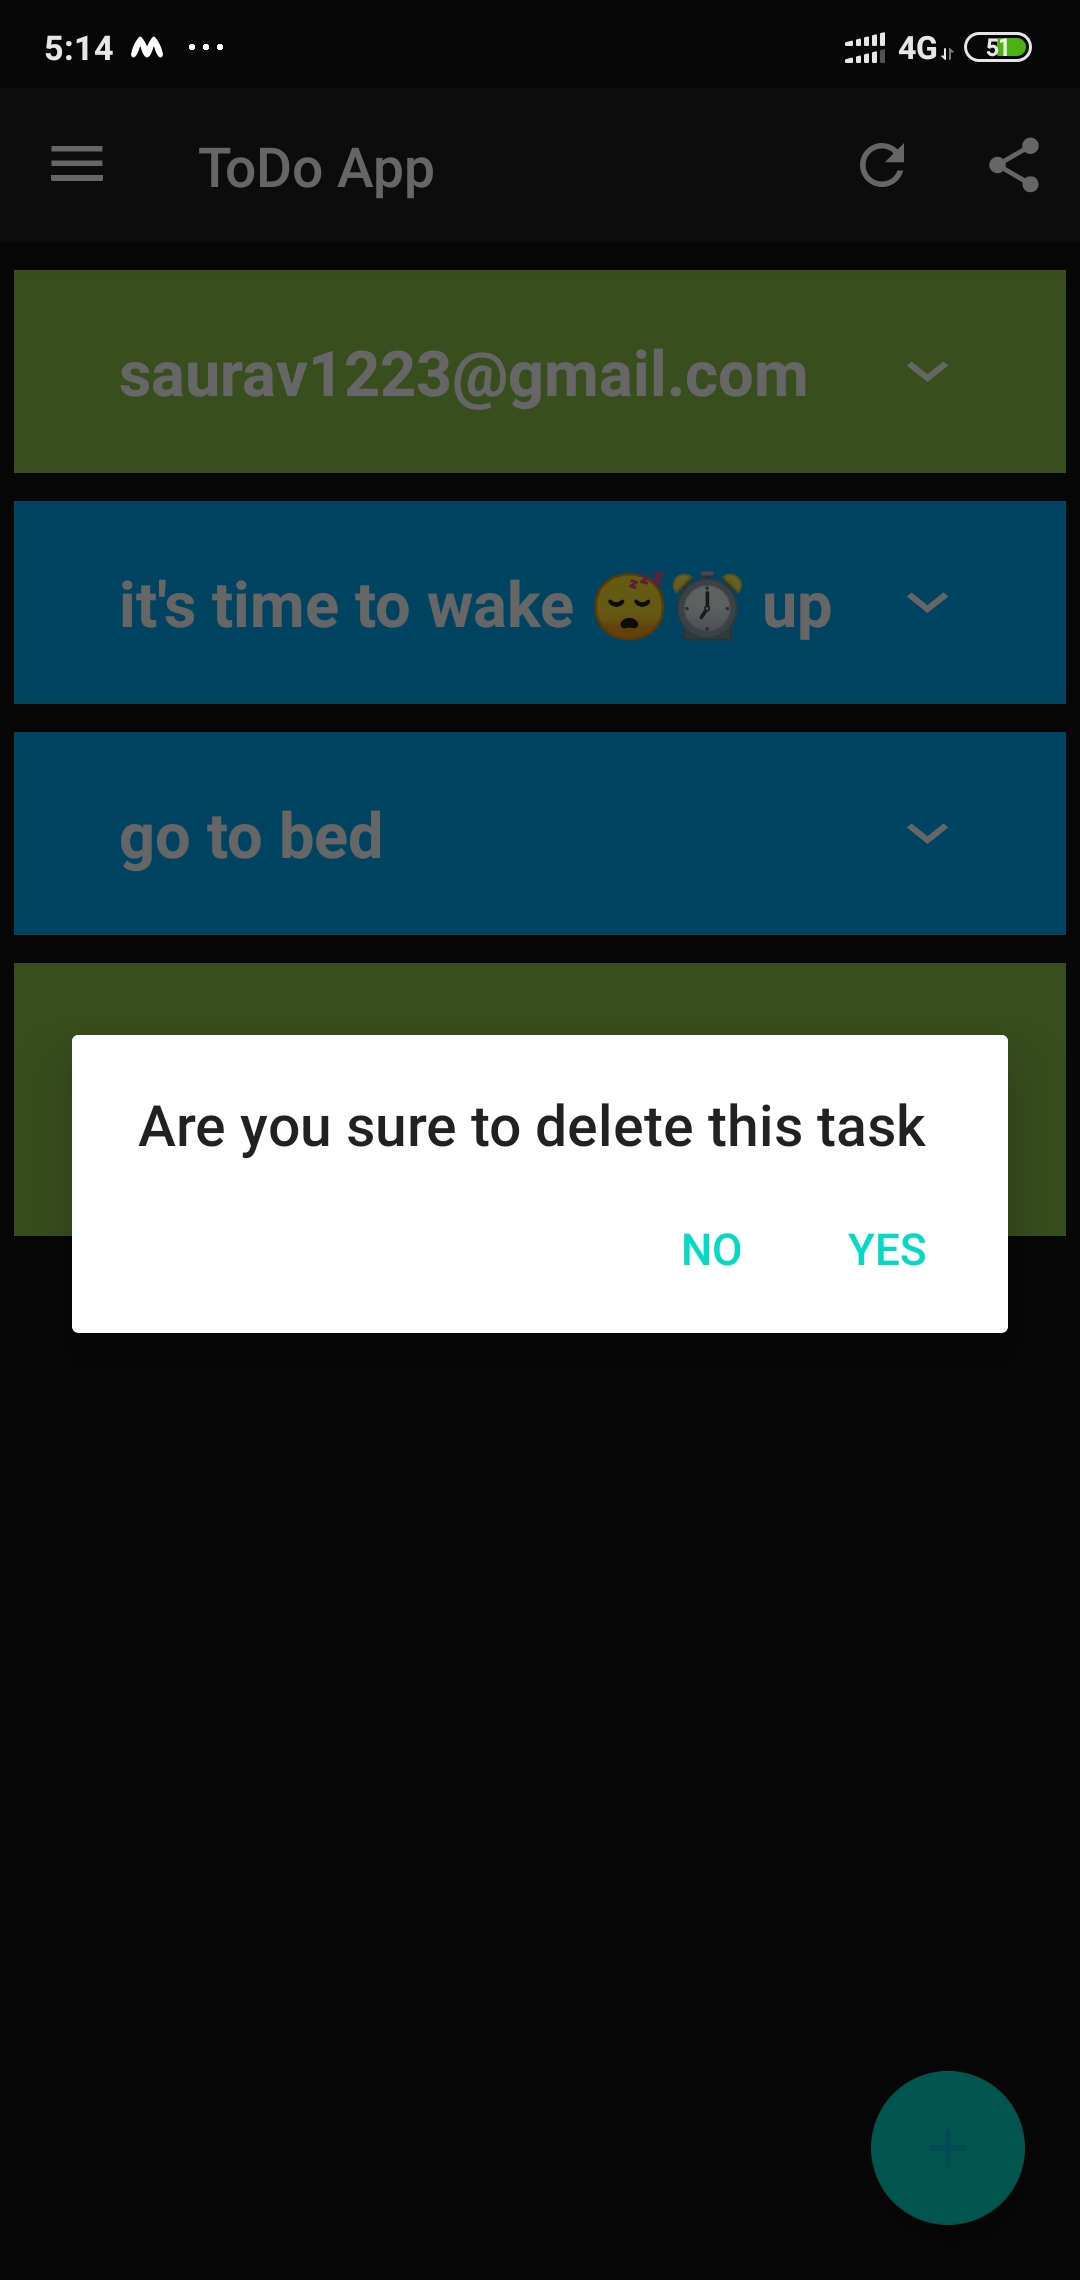 5:14 ... 4G 51
ToDo App
saurav1223@gmail.com
it's time to wake 😴⏰ up
go to bed
Are you sure to delete this task
NO YES